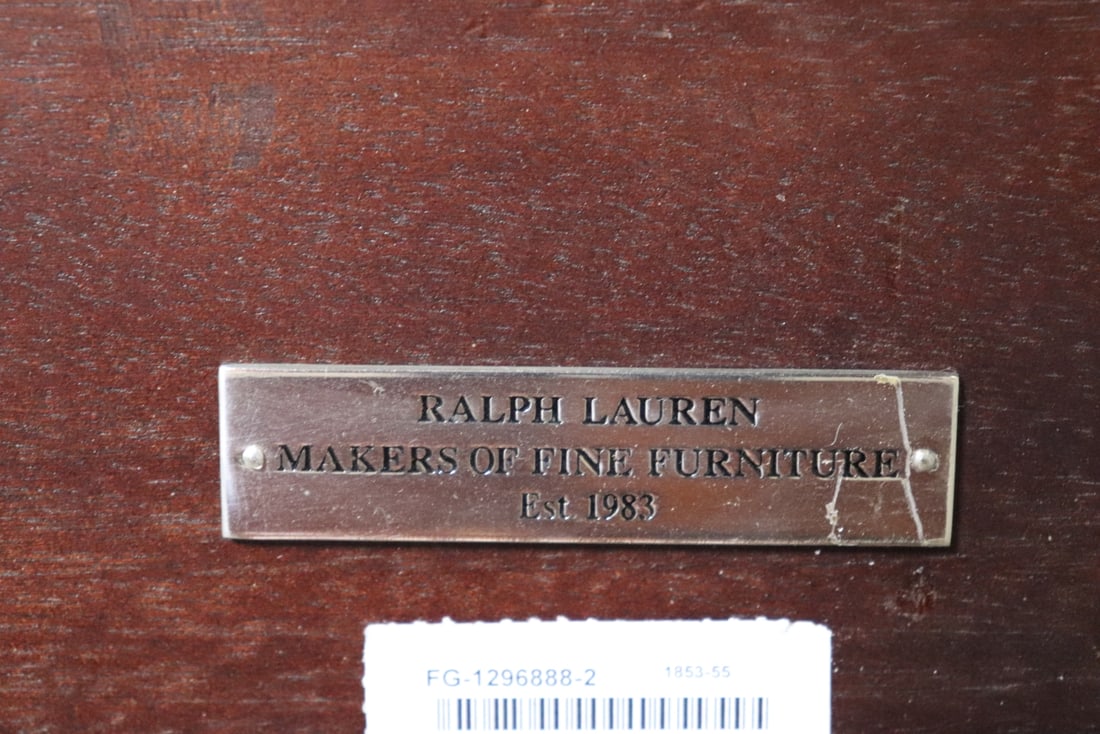 RALPH LAUREN
MAKERS OF FINE FURNITURE
Est. 1983
FG-1296888-2 1853-55